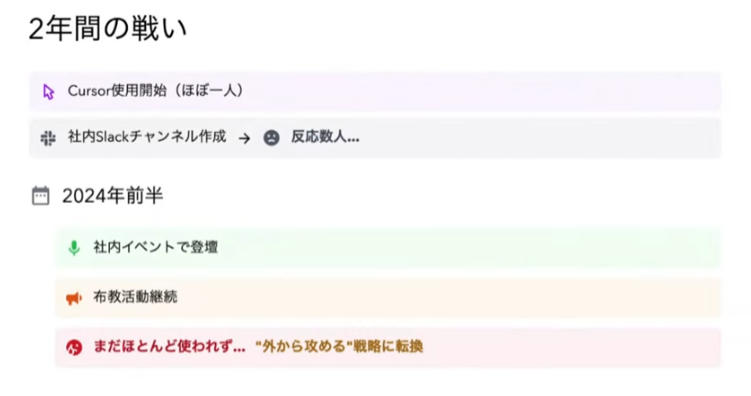 2年間の戦い
Cursor使用開始（ほぼ一人）
社内Slackチャンネル作成 → 反応数人...
2024年前半
社内イベントで登壇
布教活動継続
まだほとんど使われず... "外から攻める"戦略に転換